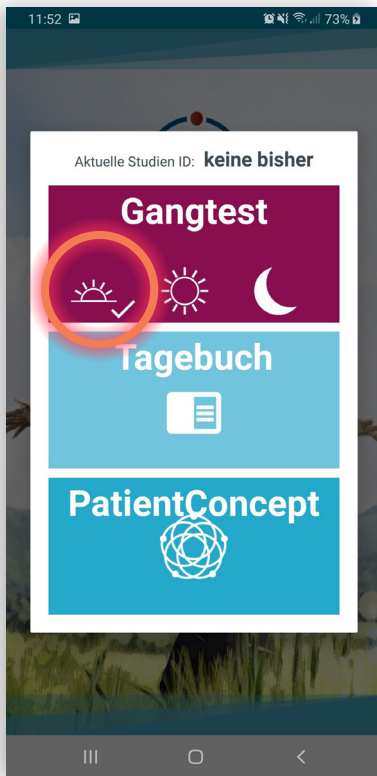 11:52 73%
Aktuelle Studien ID: keine bisher
Gangtest
Tagebuch
PatientConcept